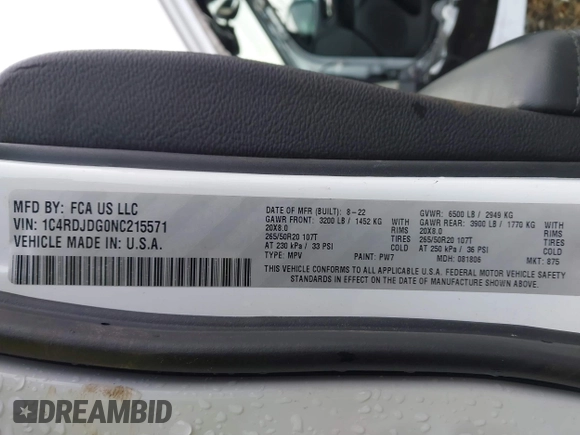 MFD BY: FCA US LLC
VIN: 1C4RDJDG0NC215571
VEHICLE MADE IN: U.S.A.
DATE OF MFR (BUILT): 8-22
GVWR: 6500 LB / 2949 KG
GAWR FRONT: 3200 LB / 1452 KG WITH
GAWR REAR: 3900 LB / 1770 KG WITH
20X8.0 RIMS
20X8.0 RIMS
265/50R20 107T TIRES
265/50R20 107T TIRES
AT 230 kPa / 33 PSI COLD
AT 250 kPa / 36 PSI COLD
TYPE: MPV PAINT: PW7 MDH: 081806 MKT: 875
THIS VEHICLE CONFORMS TO ALL APPLICABLE U.S.A. FEDERAL MOTOR VEHICLE SAFETY
STANDARDS IN EFFECT ON THE DATE OF MANUFACTURE SHOWN ABOVE.
DREAMBID